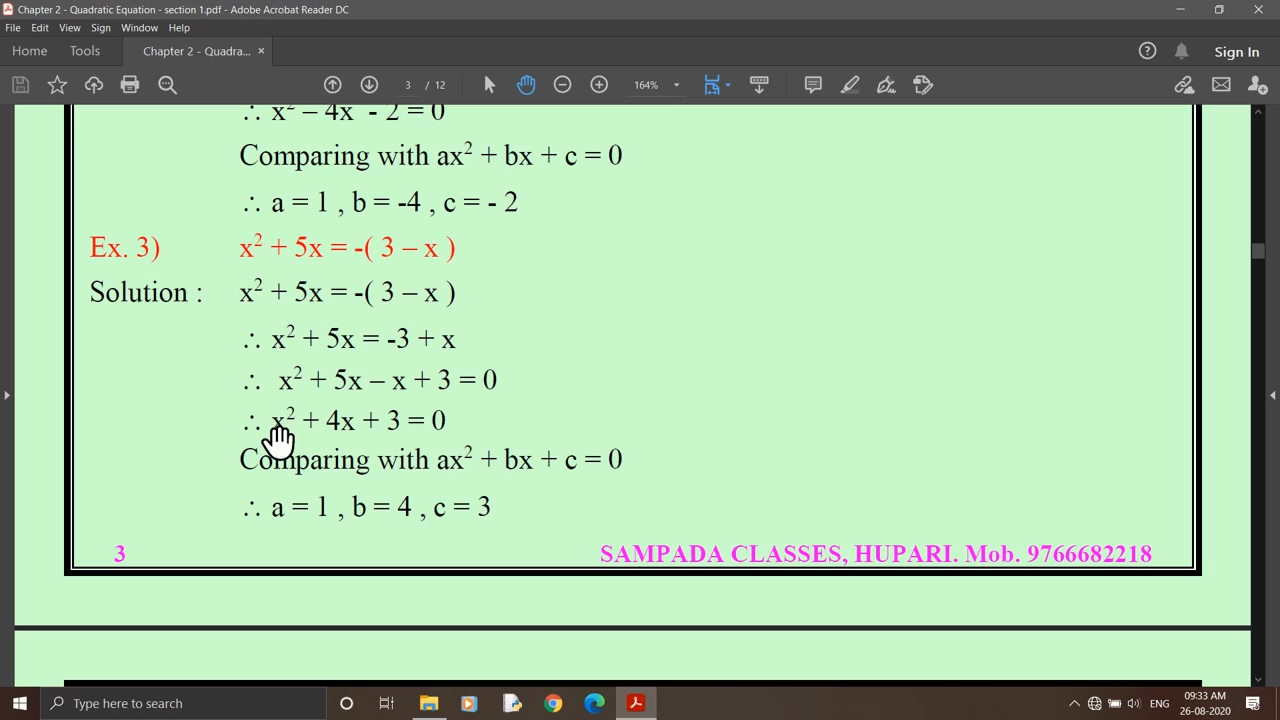 Chapter 2 - Quadratic Equation - section 1.pdf - Adobe Acrobat Reader DC
File Edit View Sign Window Help
Home Tools Chapter 2 - Quadra... × Sign In
3 / 12 164%
∴ x² – 4x - 2 = 0
Comparing with ax² + bx + c = 0
∴ a = 1 , b = -4 , c = - 2
Ex. 3) x² + 5x = -( 3 – x )
Solution : x² + 5x = -( 3 – x )
∴ x² + 5x = -3 + x
∴ x² + 5x – x + 3 = 0
∴ x² + 4x + 3 = 0
Comparing with ax² + bx + c = 0
∴ a = 1 , b = 4 , c = 3
3 SAMPADA CLASSES, HUPARI. Mob. 9766682218
Type here to search ENG 09:33 AM
26-08-2020